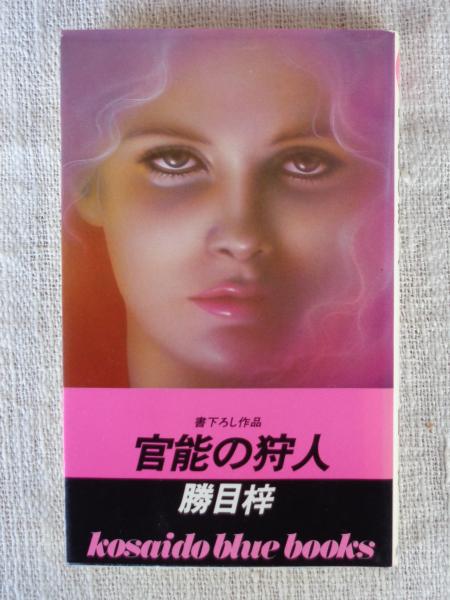 書下ろし作品
官能の狩人
勝目梓
kosaido blue books